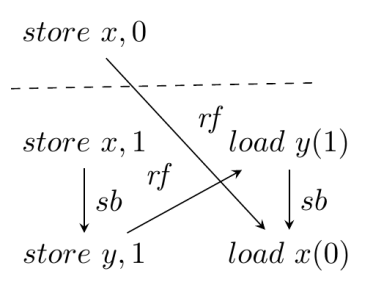 store x, 0
rf
store x, 1
load y(1)
rf
sb
sb
store y, 1
load x(0)